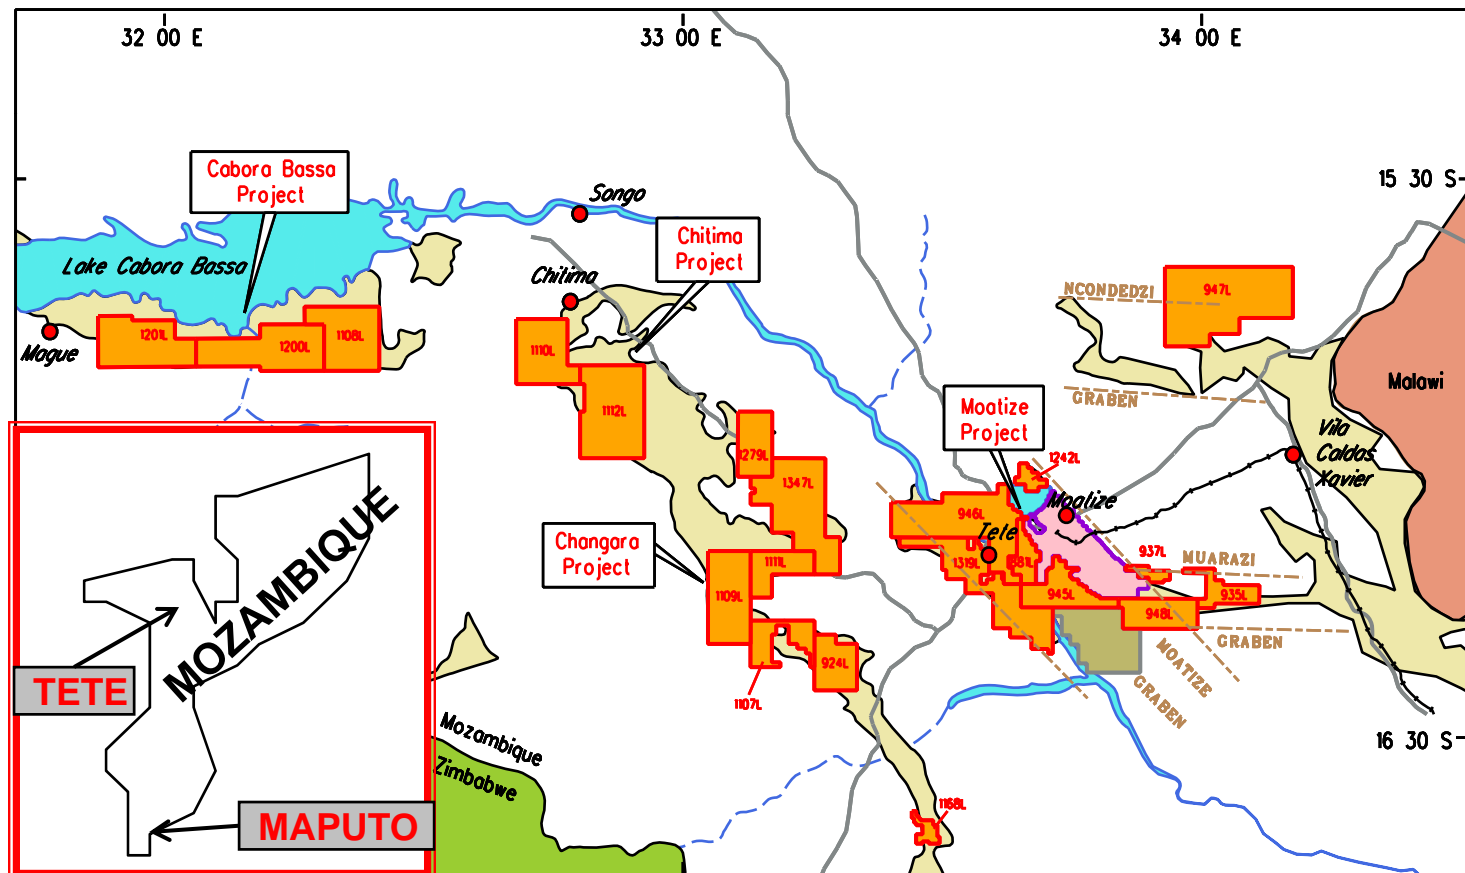 32 00 E
33 00 E
34 00 E
15 30 S
16 30 S
Cabora Bassa
Project
Songo
Chitima
Project
Lake Cabora Bassa
Chitima
Mague
1201L
1200L
1108L
1110L
1112L
1279L
1347L
NCONDEDZI
947L
GRABEN
Malawi
Moatize
Project
Vila
Caldas
Xavier
1242L
Moatize
946L
Tete
1319L
881L
937L
MUARAZI
945L
948L
935L
GRABEN
MOATIZE
GRABEN
Changara
Project
1111L
1109L
924L
1107L
1168L
Mozambique
Zimbabwe
MOZAMBIQUE
TETE
MAPUTO